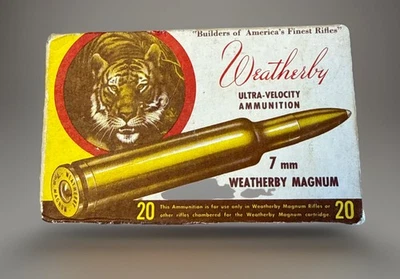 "Builders of America's Finest Rifles"
Weatherby
ULTRA-VELOCITY
AMMUNITION
7 mm
WEATHERBY MAGNUM
20 This Ammunition is for use only in Weatherby Magnum Rifles or 20
other rifles chambered for the Weatherby Magnum cartridge.